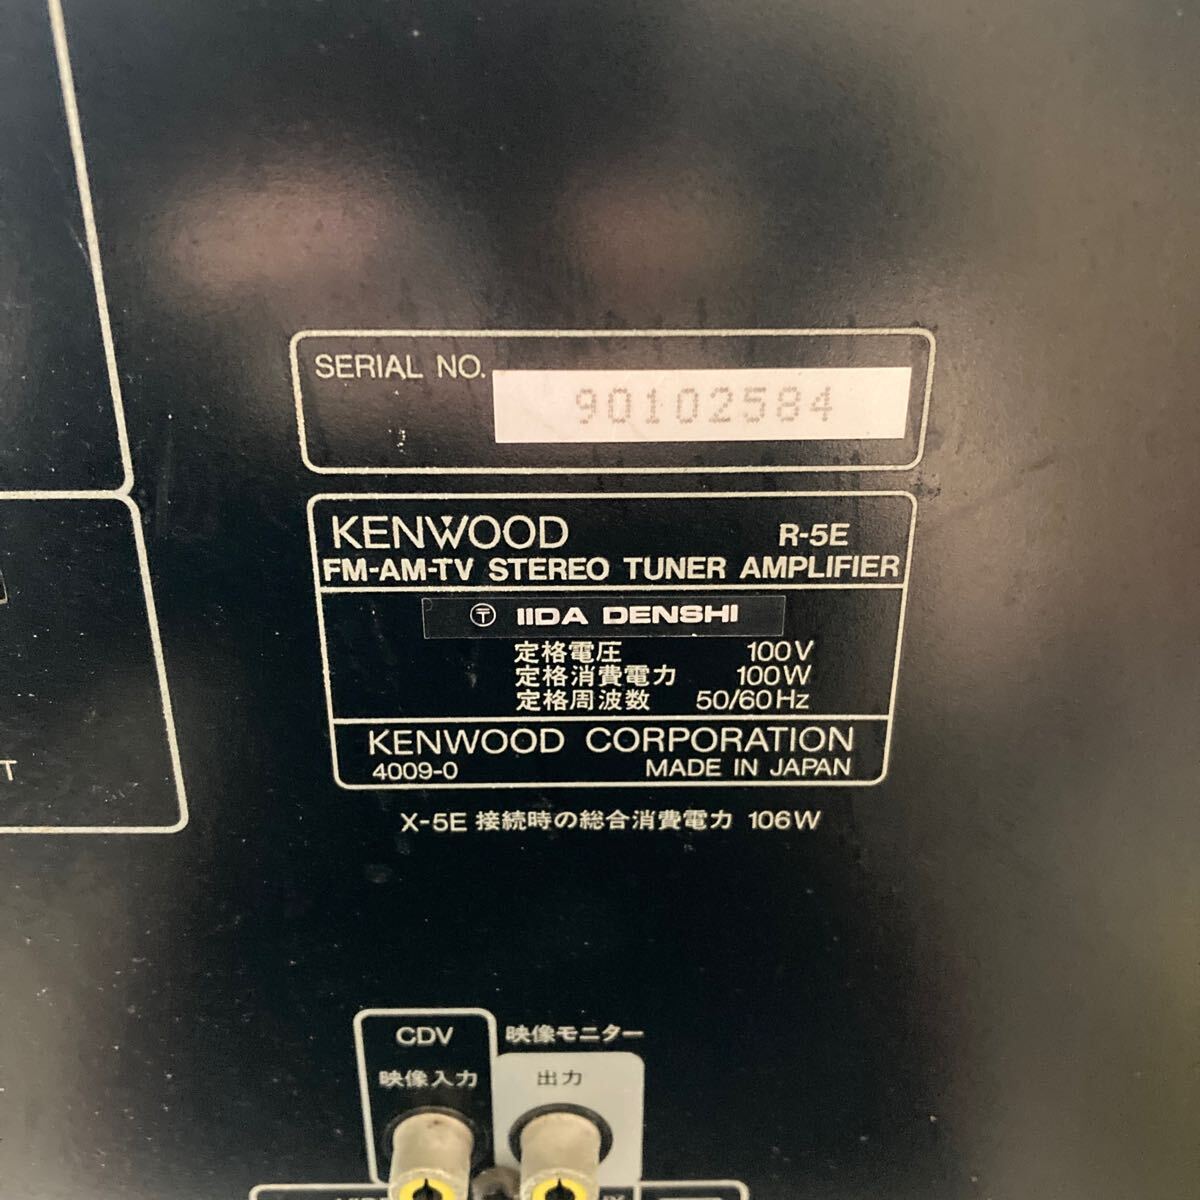 SERIAL NO.
90102584
KENWOOD R-5E
FM-AM-TV STEREO TUNER AMPLIFIER
〒 IIDA DENSHI
定格電圧 100V
定格消費電力 100W
定格周波数 50/60Hz
KENWOOD CORPORATION
4009-0 MADE IN JAPAN
T
X-5E 接続時の総合消費電力 106W
CDV 映像モニター
映像入力 出力